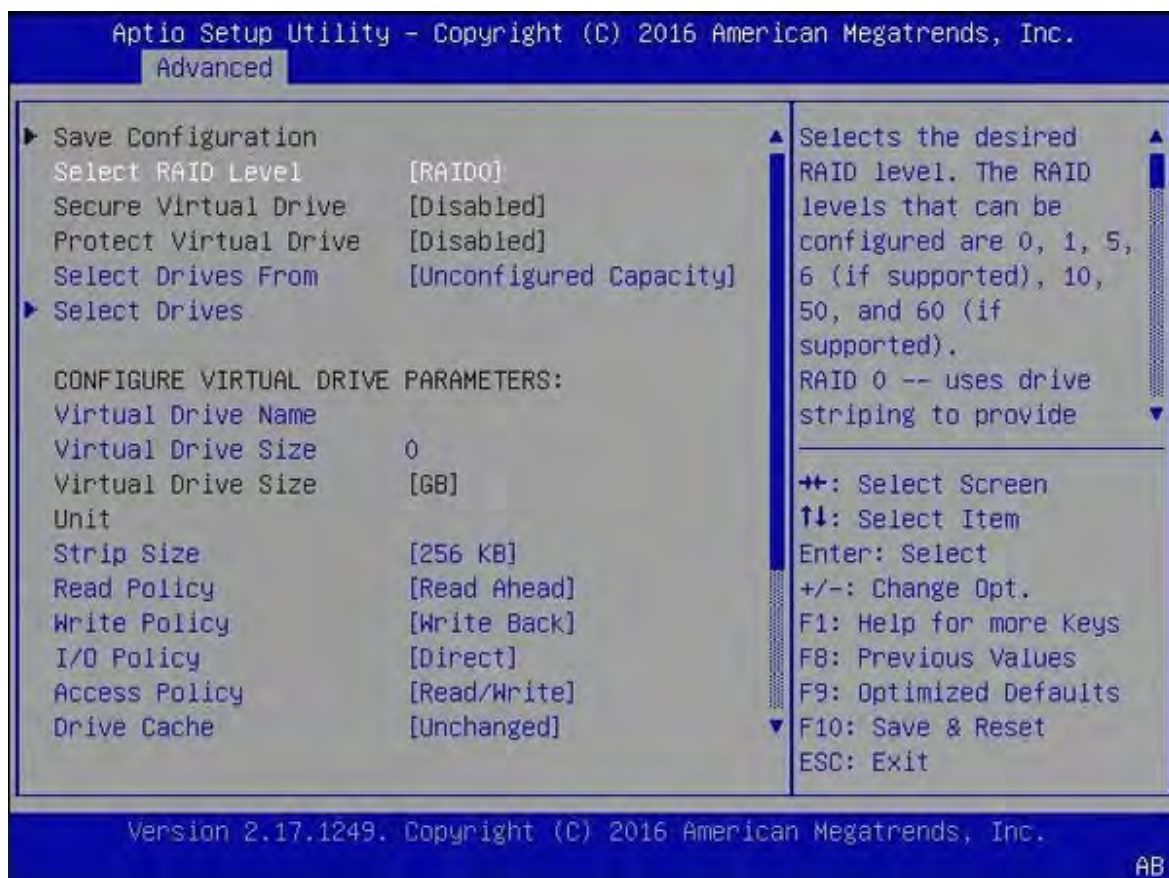 Aptio Setup Utility – Copyright (C) 2016 American Megatrends, Inc.
Advanced
Save Configuration
Select RAID Level [RAID0]
Secure Virtual Drive [Disabled]
Protect Virtual Drive [Disabled]
Select Drives From [Unconfigured Capacity]
Select Drives
CONFIGURE VIRTUAL DRIVE PARAMETERS:
Virtual Drive Name
Virtual Drive Size 0
Virtual Drive Size [GB]
Unit
Strip Size [256 KB]
Read Policy [Read Ahead]
Write Policy [Write Back]
I/O Policy [Direct]
Access Policy [Read/Write]
Drive Cache [Unchanged]
Selects the desired
RAID level. The RAID
levels that can be
configured are 0, 1, 5,
6 (if supported), 10,
50, and 60 (if
supported).
RAID 0 -- uses drive
striping to provide
→←: Select Screen
↑↓: Select Item
Enter: Select
+/-: Change Opt.
F1: Help for more Keys
F8: Previous Values
F9: Optimized Defaults
F10: Save & Reset
ESC: Exit
Version 2.17.1249. Copyright (C) 2016 American Megatrends, Inc.
AB